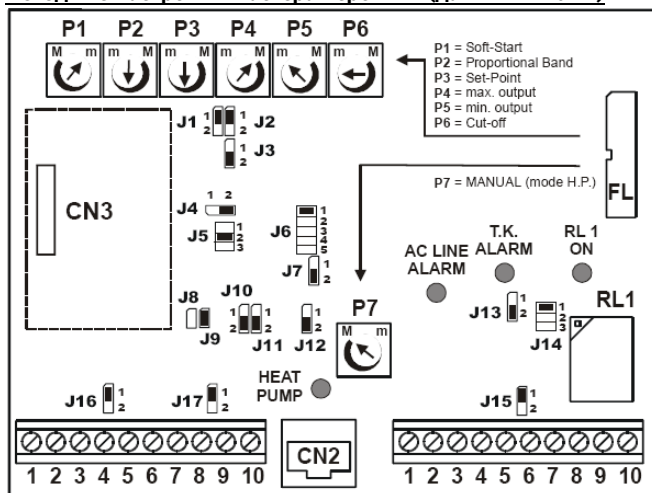 P1 P2 P3 P4 P5 P6
M m M m M m M m M m M m
P1 = Soft-Start
P2 = Proportional Band
P3 = Set-Point
P4 = max. output
P5 = min. output
P6 = Cut-off
J1 1 2 1 2 J2
1 2 J3
FL
P7 = MANUAL (mode H.P.)
CN3
J4 1 2
J5 1 2 3
J6 1 2 3 4 5
J7 1 2
AC LINE ALARM
T.K. ALARM
RL 1 ON
J8
J9
J10 1 2
1 2 J11
1 2 J12
P7
M m
J13 1 2
1 2 3 J14
RL1
HEAT PUMP
J16 1 2
J17 1 2
J15 1 2
CN2
1 2 3 4 5 6 7 8 9 10
1 2 3 4 5 6 7 8 9 10